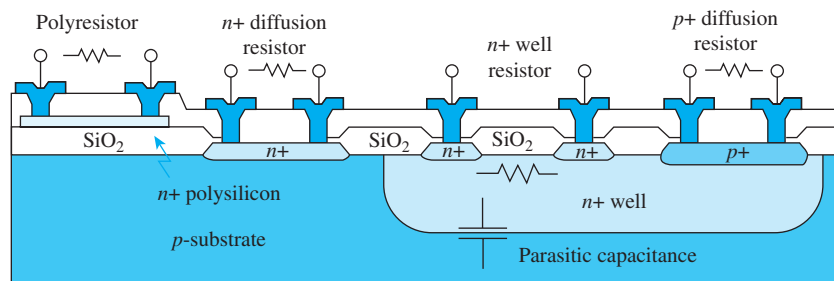 Polyresistor
n+ diffusion
resistor
n+ well
resistor
p+ diffusion
resistor
SiO2
n+
SiO2
n+
SiO2
n+
p+
n+ polysilicon
n+ well
p-substrate
Parasitic capacitance